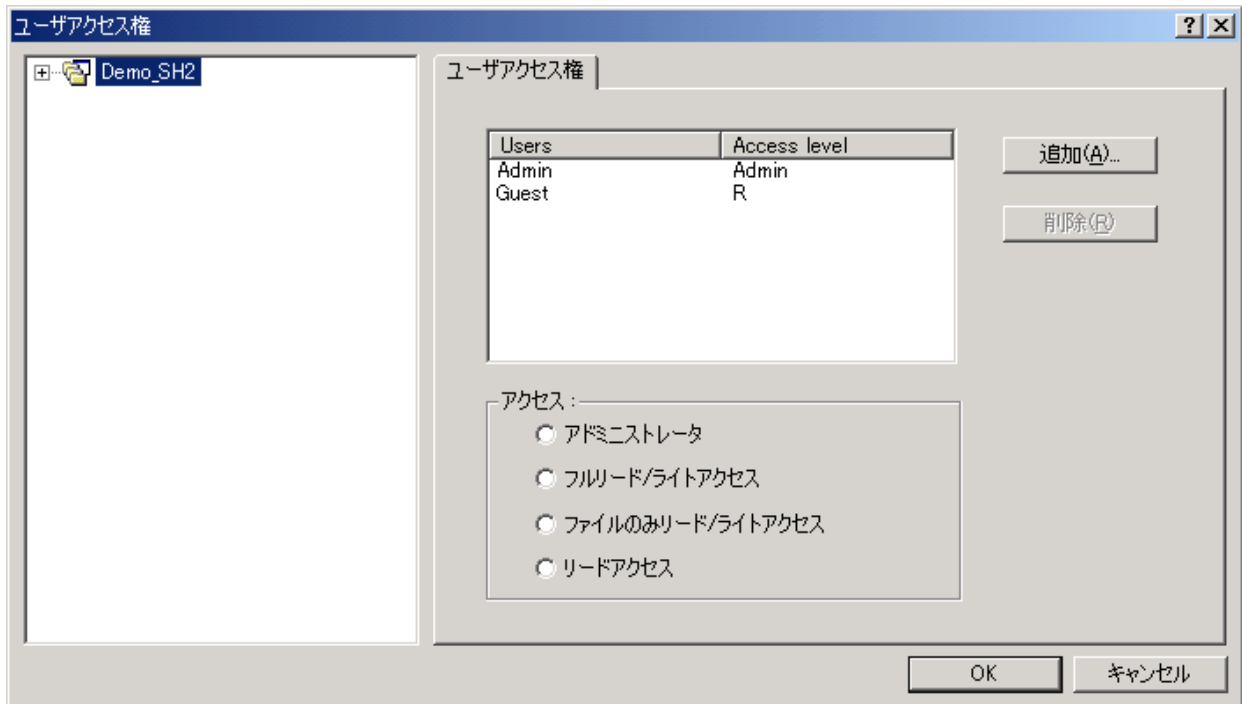 ユーザアクセス権
Demo_SH2
ユーザアクセス権
Users Access level
Admin Admin
Guest R
追加(A)...
削除(R)
アクセス:
アドミニストレータ
フルリード/ライトアクセス
ファイルのみリード/ライトアクセス
リードアクセス
OK キャンセル